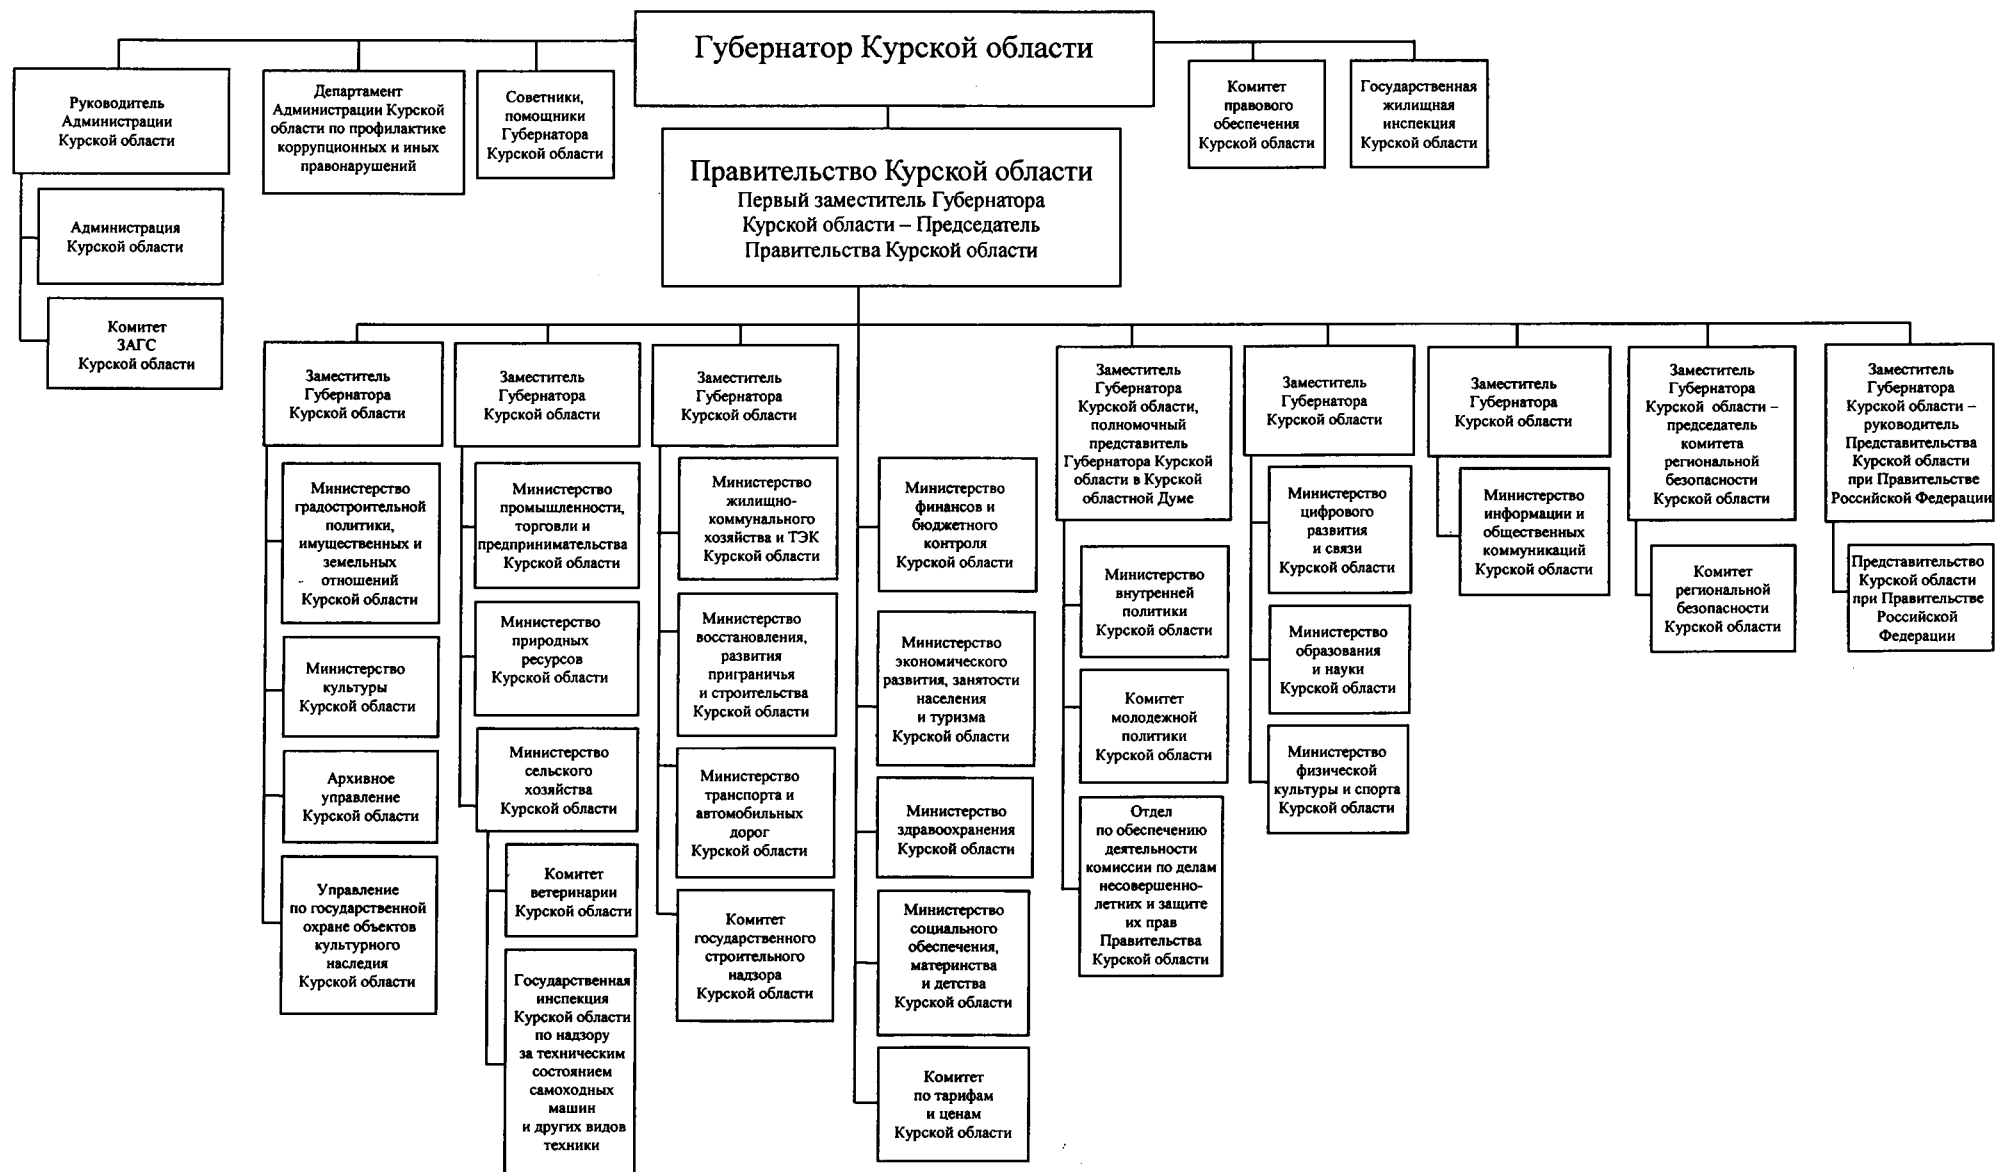 Губернатор Курской области
Руководитель
Администрации
Курской области
Департамент
Администрации Курской
области по профилактике
коррупционных и иных
правонарушений
Советники,
помощники
Губернатора
Курской области
Комитет
правового
обеспечения
Курской области
Государственная
жилищная
инспекция
Курской области
Администрация
Курской области
Комитет
ЗАГС
Курской области
Правительство Курской области
Первый заместитель Губернатора
Курской области – Председатель
Правительства Курской области
Заместитель
Губернатора
Курской области
Министерство
градостроительной
политики,
имущественных и
земельных
отношений
Курской области
Министерство
культуры
Курской области
Архивное
управление
Курской области
Управление
по государственной
охране объектов
культурного
наследия
Курской области
Заместитель
Губернатора
Курской области
Министерство
промышленности,
торговли и
предпринимательства
Курской области
Министерство
природных
ресурсов
Курской области
Министерство
сельского
хозяйства
Курской области
Комитет
ветеринарии
Курской области
Государственная
инспекция
Курской области
по надзору
за техническим
состоянием
самоходных
машин
и других видов
техники
Заместитель
Губернатора
Курской области
Министерство
жилищно-
коммунального
хозяйства и ТЭК
Курской области
Министерство
восстановления,
развития
приграничья
и строительства
Курской области
Министерство
транспорта и
автомобильных
дорог
Курской области
Комитет
государственного
строительного
надзора
Курской области
Министерство
финансов и
бюджетного
контроля
Курской области
Министерство
экономического
развития, занятости
населения
и туризма
Курской области
Министерство
здравоохранения
Курской области
Министерство
социального
обеспечения,
материнства
и детства
Курской области
Комитет
по тарифам
и ценам
Курской области
Заместитель
Губернатора
Курской области,
полномочный
представитель
Губернатора Курской
области в Курской
областной Думе
Министерство
внутренней
политики
Курской области
Комитет
молодежной
политики
Курской области
Отдел
по обеспечению
деятельности
комиссии по делам
несовершенно-
летних и защите
их прав
Правительства
Курской области
Заместитель
Губернатора
Курской области
Министерство
цифрового
развития
и связи
Курской области
Министерство
образования
и науки
Курской области
Министерство
физической
культуры и спорта
Курской области
Заместитель
Губернатора
Курской области
Министерство
информации и
общественных
коммуникаций
Курской области
Заместитель
Губернатора
Курской области –
председатель
комитета
региональной
безопасности
Курской области
Комитет
региональной
безопасности
Курской области
Заместитель
Губернатора
Курской области –
руководитель
Представительства
Курской области
при Правительстве
Российской Федерации
Представительство
Курской области
при Правительстве
Российской
Федерации